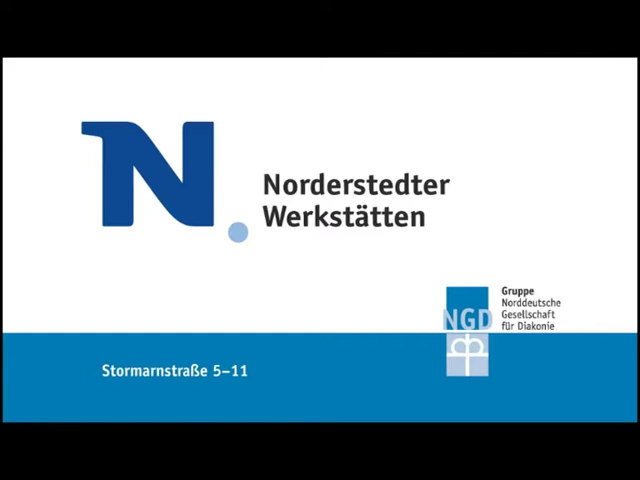 N.
Norderstedter
Werkstätten
Gruppe
Norddeutsche
Gesellschaft
für Diakonie
NGD
Stormarnstraße 5–11